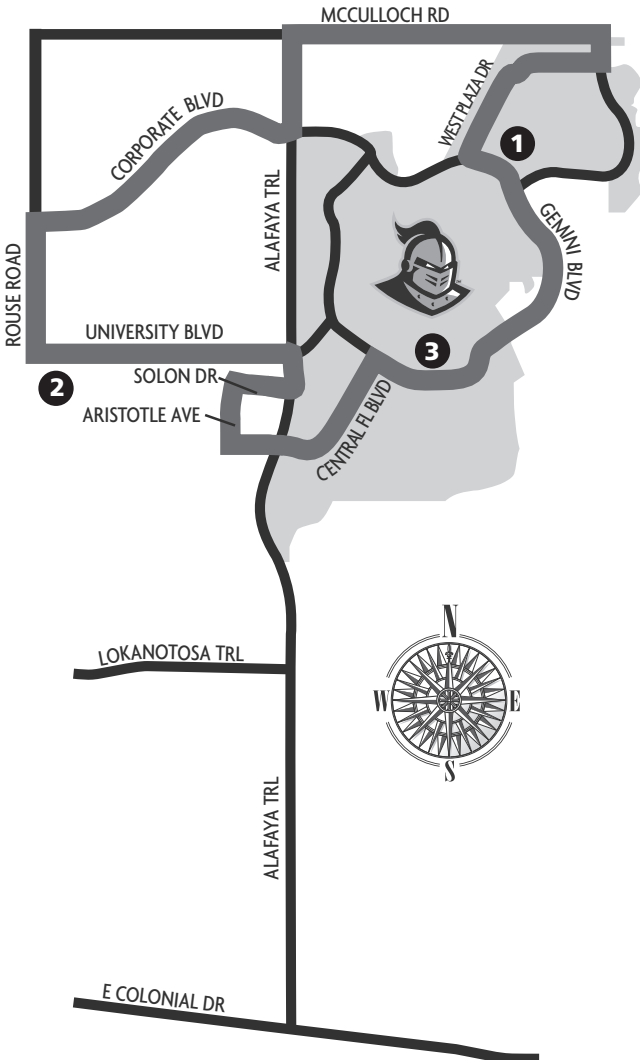 MCCULLOCH RD
WEST PLAZA DR
CORPORATE BLVD
1
ALAFAYA TRL
GEMINI BLVD
ROUSE ROAD
UNIVERSITY BLVD
3
SOLON DR
2
ARISTOTLE AVE
CENTRAL FL BLVD
N
LOKANOTOSA TRL
W
E
S
ALAFAYA TRL
E COLONIAL DR